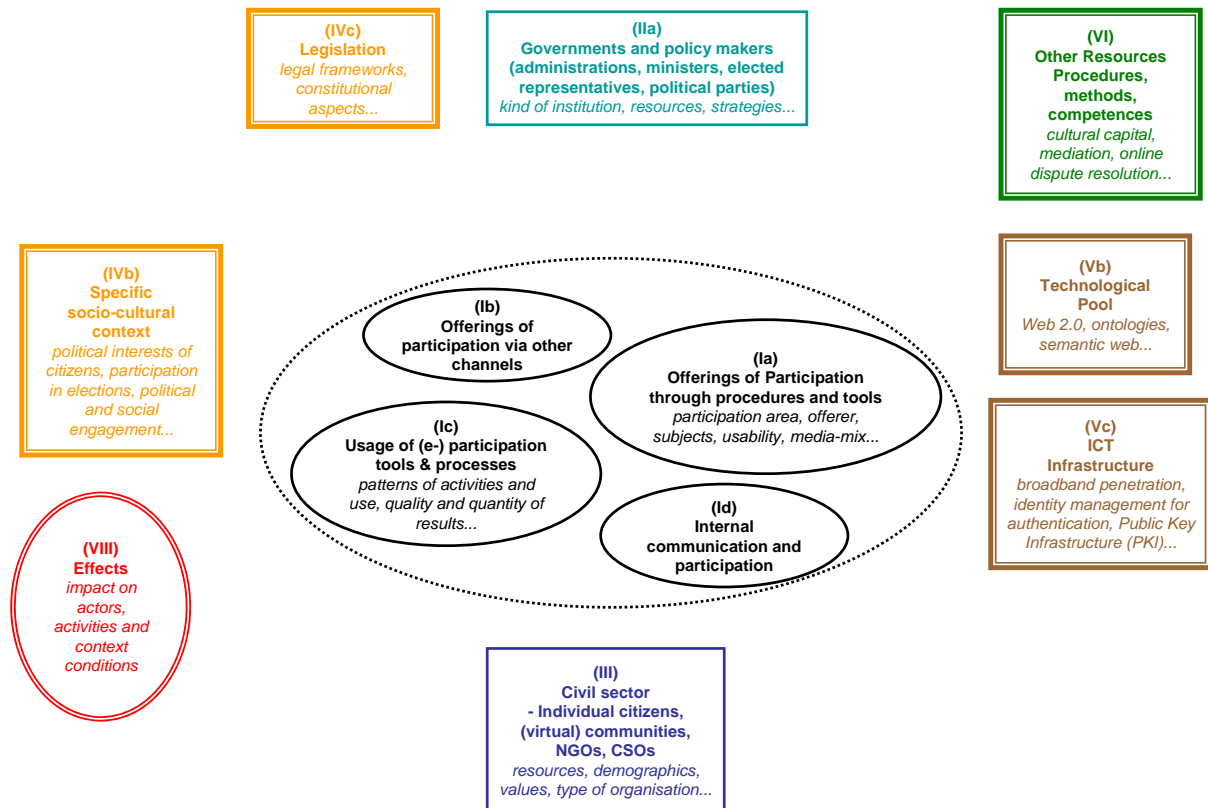 (IVc)
Legislation
legal frameworks,
constitutional
aspects...
(IIa)
Governments and policy makers
(administrations, ministers, elected
representatives, political parties)
kind of institution, resources, strategies...
(VI)
Other Resources
Procedures,
methods,
competences
cultural capital,
mediation, online
dispute resolution...
(IVb)
Specific
socio-cultural
context
political interests of
citizens, participation
in elections, political
and social
engagement...
(Ib)
Offerings of
participation via other
channels
(Ia)
Offerings of Participation
through procedures and tools
participation area, offerer,
subjects, usability, media-mix...
(Vb)
Technological
Pool
Web 2.0, ontologies,
semantic web...
(Ic)
Usage of (e-) participation
tools & processes
patterns of activities and
use, quality and quantity of
results...
(Id)
Internal
communication and
participation
(Vc)
ICT
Infrastructure
broadband penetration,
identity management for
authentication, Public Key
Infrastructure (PKI)...
(VIII)
Effects
impact on
actors,
activities and
context
conditions
(III)
Civil sector
- Individual citizens,
(virtual) communities,
NGOs, CSOs
resources, demographics,
values, type of organisation...